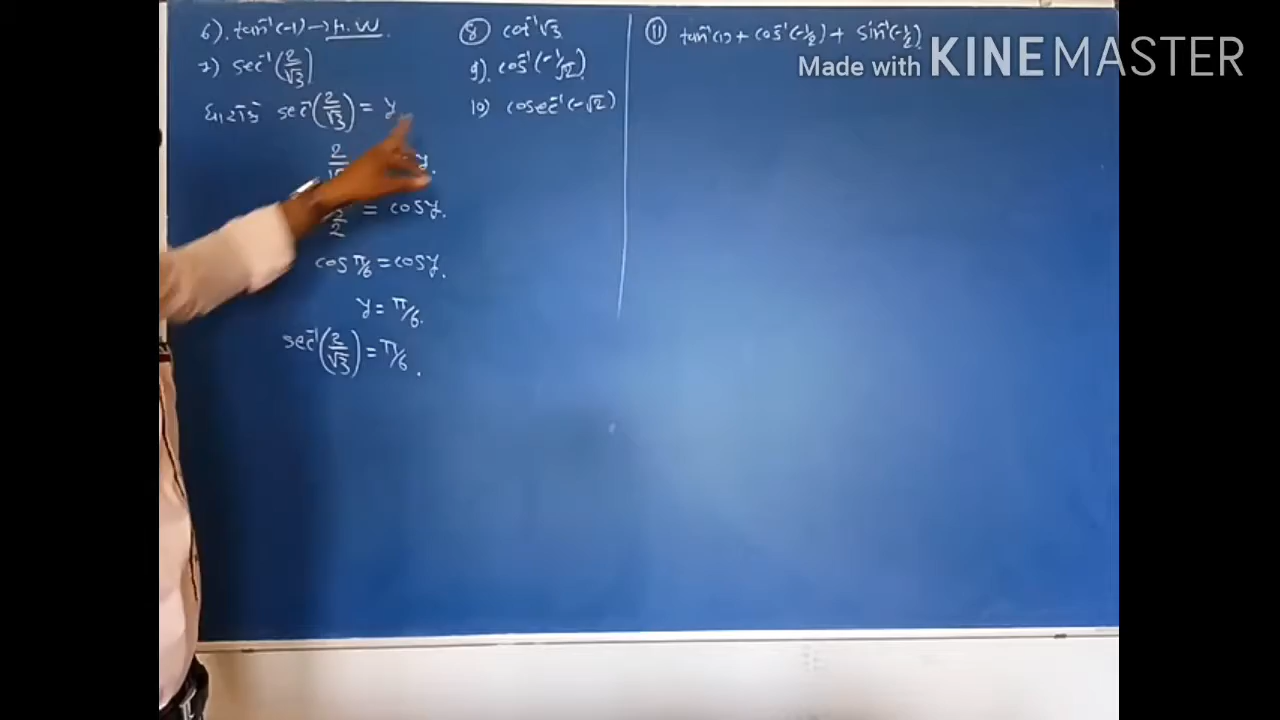 6). tan⁻¹(-1) → H.W
7) sec⁻¹(2/√3)
ધારોકે sec⁻¹(2/√3) = y
2
y.
2 = cos y.
cos π/6 = cos y.
y = π/6.
sec⁻¹(2/√3) = π/6.
8) cot⁻¹√3
9). cos⁻¹(-1/√2)
10) cosec⁻¹(-√2)
11) tan⁻¹(1) + cos⁻¹(-1/2) + sin⁻¹(-1/2)
Made with KINEMASTER